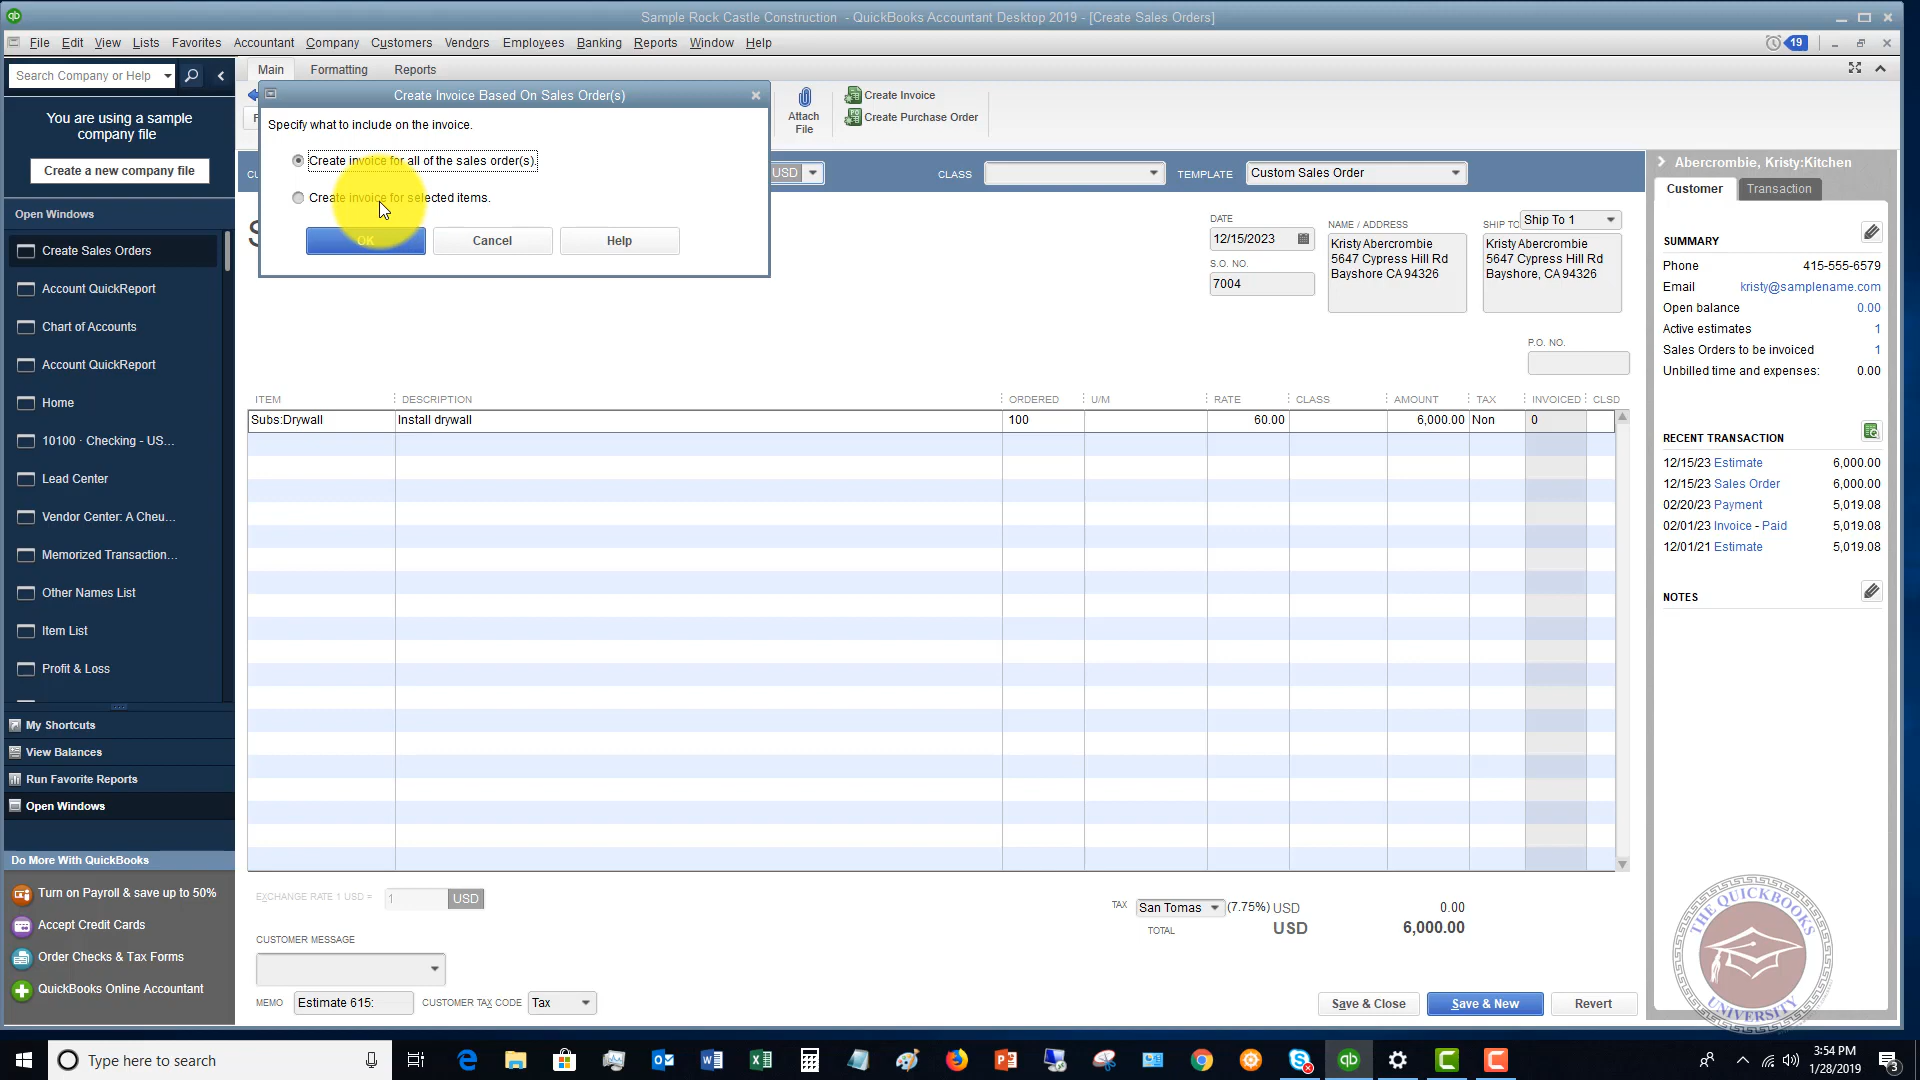 Sample Rock Castle Construction - QuickBooks Accountant Desktop 2019 - [Create Sales Orders]
File Edit View Lists Favorites Accountant Company Customers Vendors Employees Banking Reports Window Help
19
Search Company or Help
You are using a sample
company file
Create a new company file
Open Windows
Create Sales Orders
Account QuickReport
Chart of Accounts
Account QuickReport
Home
10100 · Checking - US...
Lead Center
Vendor Center: A Cheu...
Memorized Transaction...
Other Names List
Item List
Profit & Loss
My Shortcuts
View Balances
Run Favorite Reports
Open Windows
Do More With QuickBooks
Turn on Payroll & save up to 50%
Accept Credit Cards
Order Checks & Tax Forms
QuickBooks Online Accountant
Main Formatting Reports
Create Invoice Based On Sales Order(s)
Specify what to include on the invoice.
Create invoice for all of the sales order(s).
Create invoice for selected items.
OK Cancel Help
Attach
File
Create Invoice
Create Purchase Order
USD
CLASS
TEMPLATE Custom Sales Order
DATE
12/15/2023
S.O. NO.
7004
NAME / ADDRESS
Kristy Abercrombie
5647 Cypress Hill Rd
Bayshore CA 94326
SHIP TO Ship To 1
Kristy Abercrombie
5647 Cypress Hill Rd
Bayshore, CA 94326
P.O. NO.
ITEM DESCRIPTION ORDERED U/M RATE CLASS AMOUNT TAX INVOICED CLSD
Subs:Drywall Install drywall 100 60.00 6,000.00 Non 0
EXCHANGE RATE 1 USD = 1 USD
TAX San Tomas (7.75%) USD 0.00
TOTAL USD 6,000.00
CUSTOMER MESSAGE
MEMO Estimate 615: CUSTOMER TAX CODE Tax
Save & Close Save & New Revert
Abercrombie, Kristy:Kitchen
Customer Transaction
SUMMARY
Phone 415-555-6579
Email kristy@samplename.com
Open balance 0.00
Active estimates 1
Sales Orders to be invoiced 1
Unbilled time and expenses: 0.00
RECENT TRANSACTION
12/15/23 Estimate 6,000.00
12/15/23 Sales Order 6,000.00
02/20/23 Payment 5,019.08
02/01/23 Invoice - Paid 5,019.08
12/01/21 Estimate 5,019.08
NOTES
THE QUICKBOOKS
UNIVERSITY
Type here to search
3:54 PM
1/28/2019
3